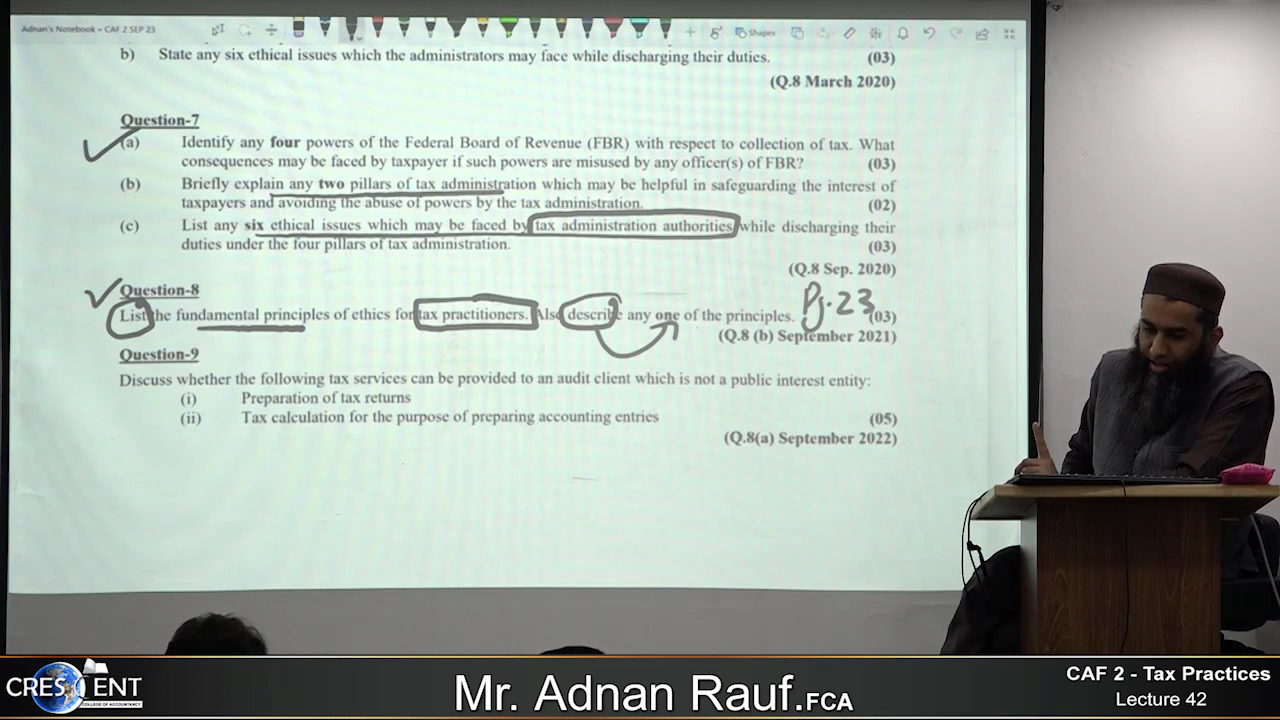 Adnan's Notebook » CAF 2 SEP 23
Shapes
b) State any six ethical issues which the administrators may face while discharging their duties. (03)
(Q.8 March 2020)
Question-7
(a) Identify any four powers of the Federal Board of Revenue (FBR) with respect to collection of tax. What
consequences may be faced by taxpayer if such powers are misused by any officer(s) of FBR? (03)
(b) Briefly explain any two pillars of tax administration which may be helpful in safeguarding the interest of
taxpayers and avoiding the abuse of powers by the tax administration. (02)
(c) List any six ethical issues which may be faced by tax administration authorities while discharging their
duties under the four pillars of tax administration. (03)
(Q.8 Sep. 2020)
Question-8
List the fundamental principles of ethics for tax practitioners. Also describe any one of the principles. Pg.23 (03)
(Q.8 (b) September 2021)
Question-9
Discuss whether the following tax services can be provided to an audit client which is not a public interest entity:
(i) Preparation of tax returns
(ii) Tax calculation for the purpose of preparing accounting entries (05)
(Q.8(a) September 2022)
CRESCENT
COLLEGE OF ACCOUNTANCY
Mr. Adnan Rauf.FCA
CAF 2 - Tax Practices
Lecture 42